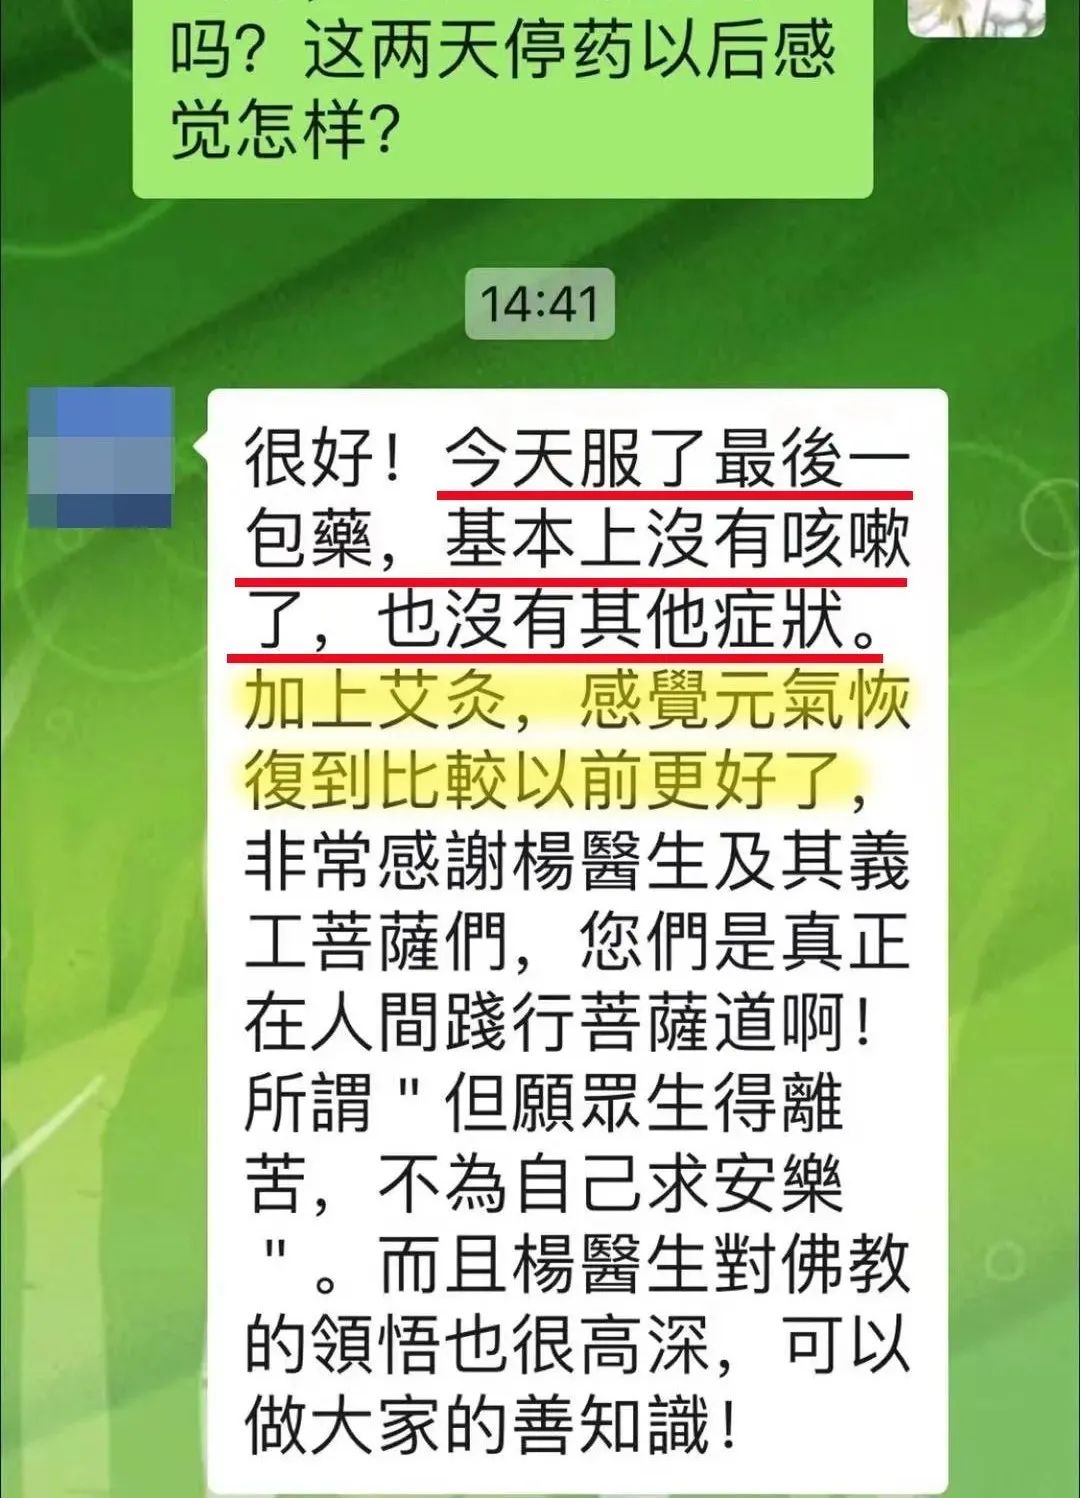 吗？这两天停药以后感
觉怎样？
14:41
很好！今天服了最後一
包藥，基本上沒有咳嗽
了，也沒有其他症狀。
加上艾灸，感覺元氣恢
復到比較以前更好了，
非常感謝楊醫生及其義
工菩薩們，您們是真正
在人間踐行菩薩道啊！
所謂＂但願眾生得離
苦，不為自己求安樂
＂。而且楊醫生對佛教
的領悟也很高深，可以
做大家的善知識！